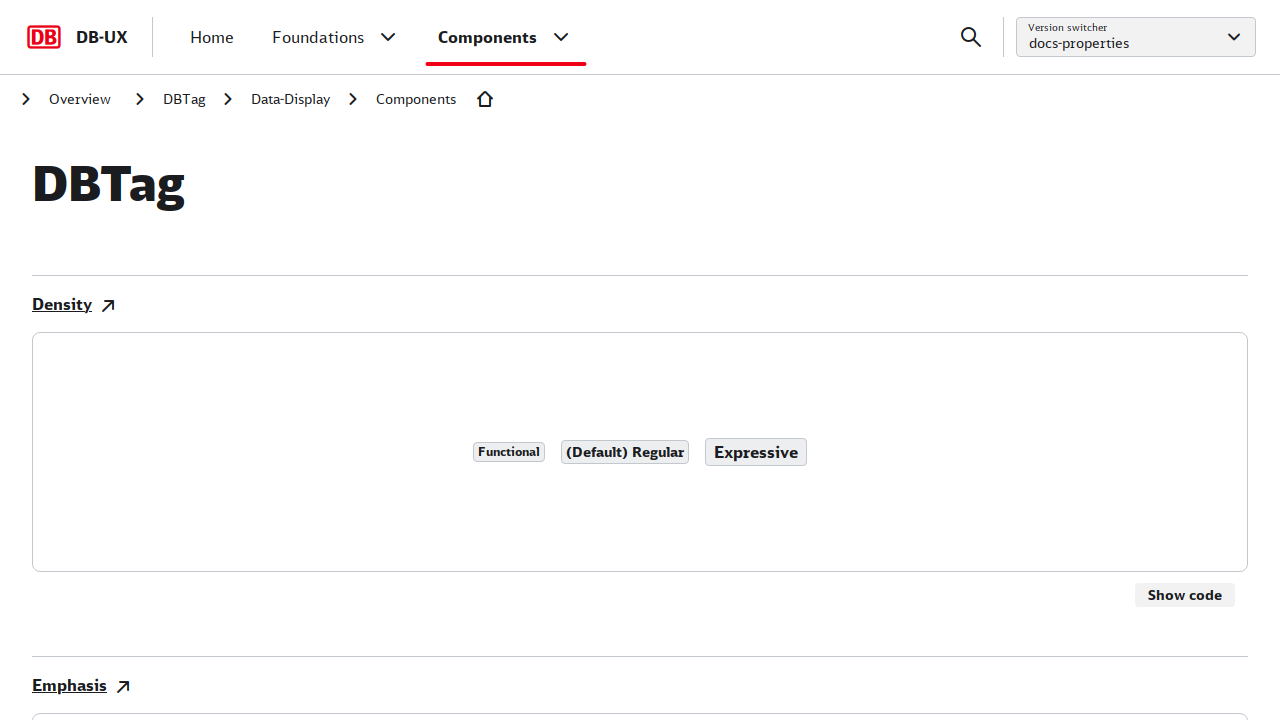 DB DB-UX Home Foundations Components Version switcher
docs-properties
Overview DBTag Data-Display Components
DBTag
Density
Functional (Default) Regular Expressive
Show code
Emphasis